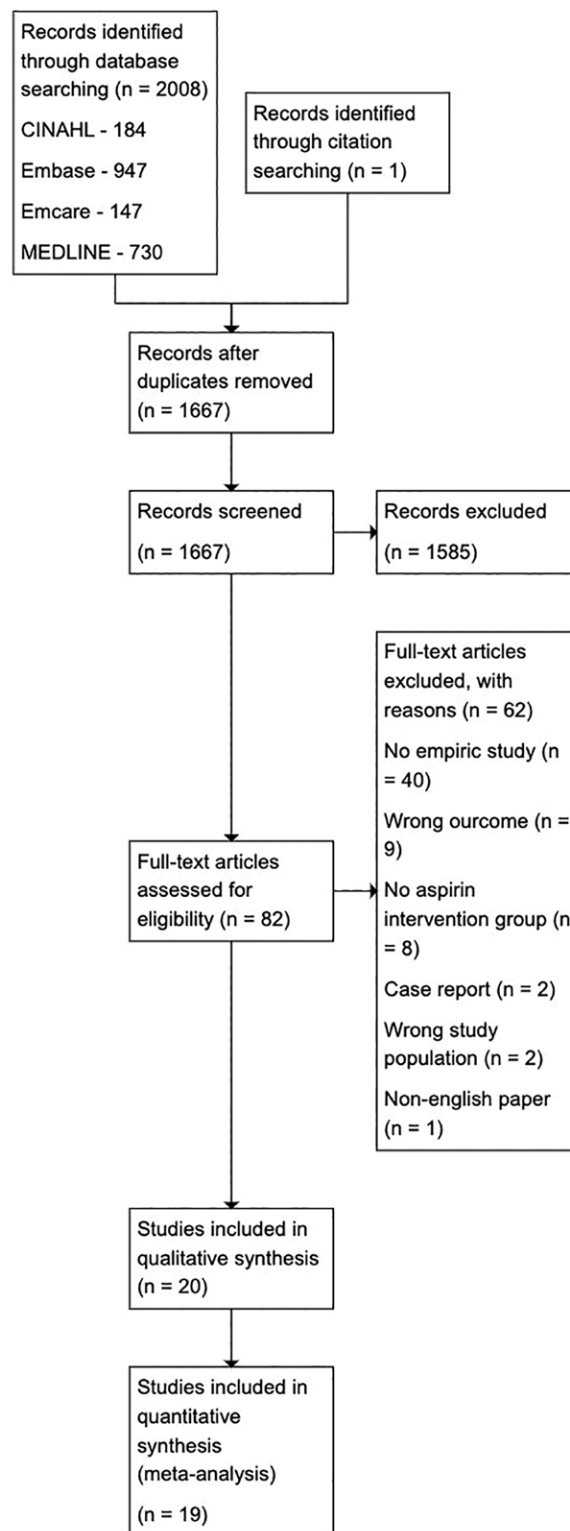 Records identified
through database
searching (n = 2008)
CINAHL - 184
Embase - 947
Emcare - 147
MEDLINE - 730
Records identified
through citation
searching (n = 1)
Records after
duplicates removed
(n = 1667)
Records screened
(n = 1667)
Records excluded
(n = 1585)
Full-text articles
assessed for
eligibility (n = 82)
Full-text articles
excluded, with
reasons (n = 62)
No empiric study (n
= 40)
Wrong ourcome (n =
9)
No aspirin
intervention group (n
= 8)
Case report (n = 2)
Wrong study
population (n = 2)
Non-english paper
(n = 1)
Studies included in
qualitative synthesis
(n = 20)
Studies included in
quantitative
synthesis
(meta-analysis)
(n = 19)